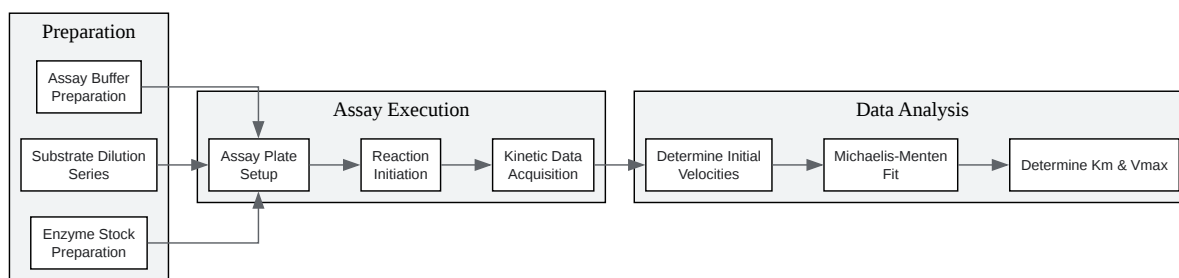 Preparation
Assay Buffer
Preparation
Substrate Dilution
Series
Enzyme Stock
Preparation
Assay Execution
Assay Plate
Setup
Reaction
Initiation
Kinetic Data
Acquisition
Data Analysis
Determine Initial
Velocities
Michaelis-Menten
Fit
Determine Km & Vmax